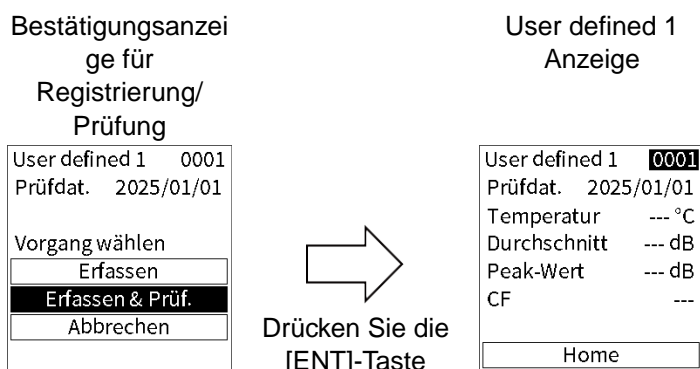 Bestätigungsanzei
ge für
Registrierung/
Prüfung
User defined 1 0001
Prüfdat. 2025/01/01
Vorgang wählen
Erfassen
Erfassen & Prüf.
Abbrechen
Drücken Sie die
[ENT]-Taste
User defined 1
Anzeige
User defined 1 0001
Prüfdat. 2025/01/01
Temperatur --- °C
Durchschnitt --- dB
Peak-Wert --- dB
CF ---
Home